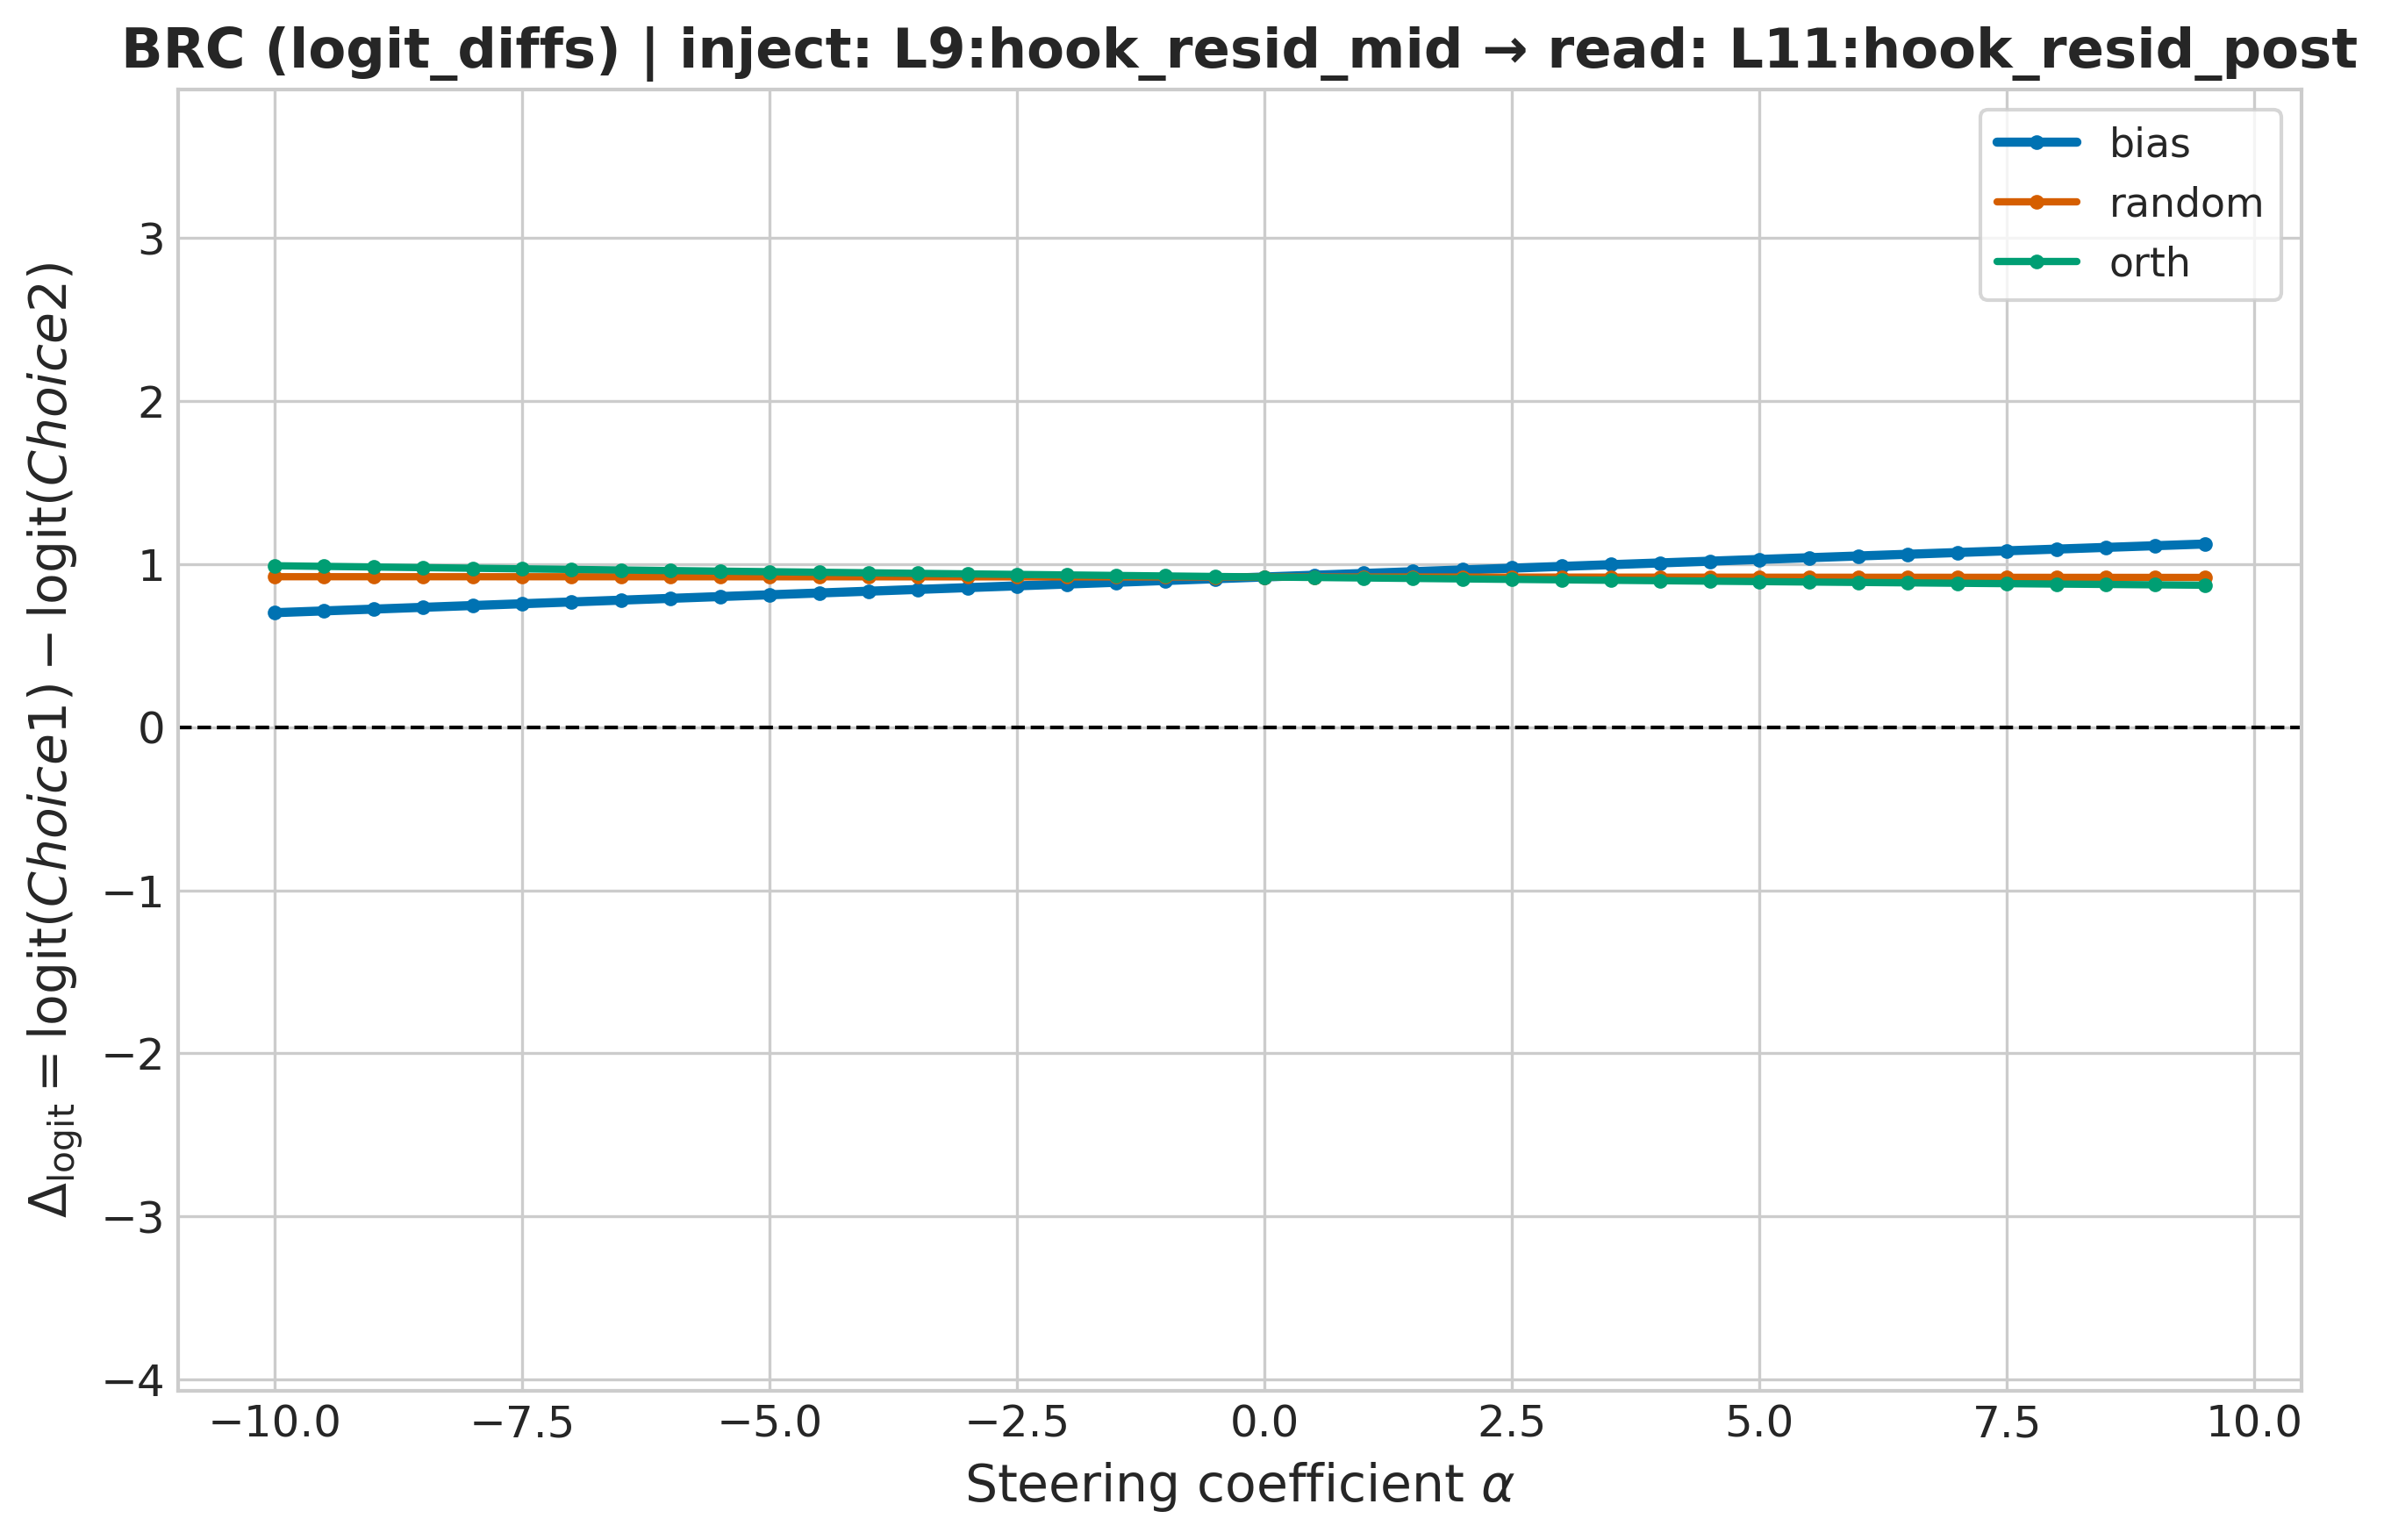 BRC (logit_diffs) | inject: L9:hook_resid_mid → read: L11:hook_resid_post
bias
random
orth
Δlogit = logit(Choice1) − logit(Choice2)
3
2
1
0
−1
−2
−3
−4
−10.0 −7.5 −5.0 −2.5 0.0 2.5 5.0 7.5 10.0
Steering coefficient α